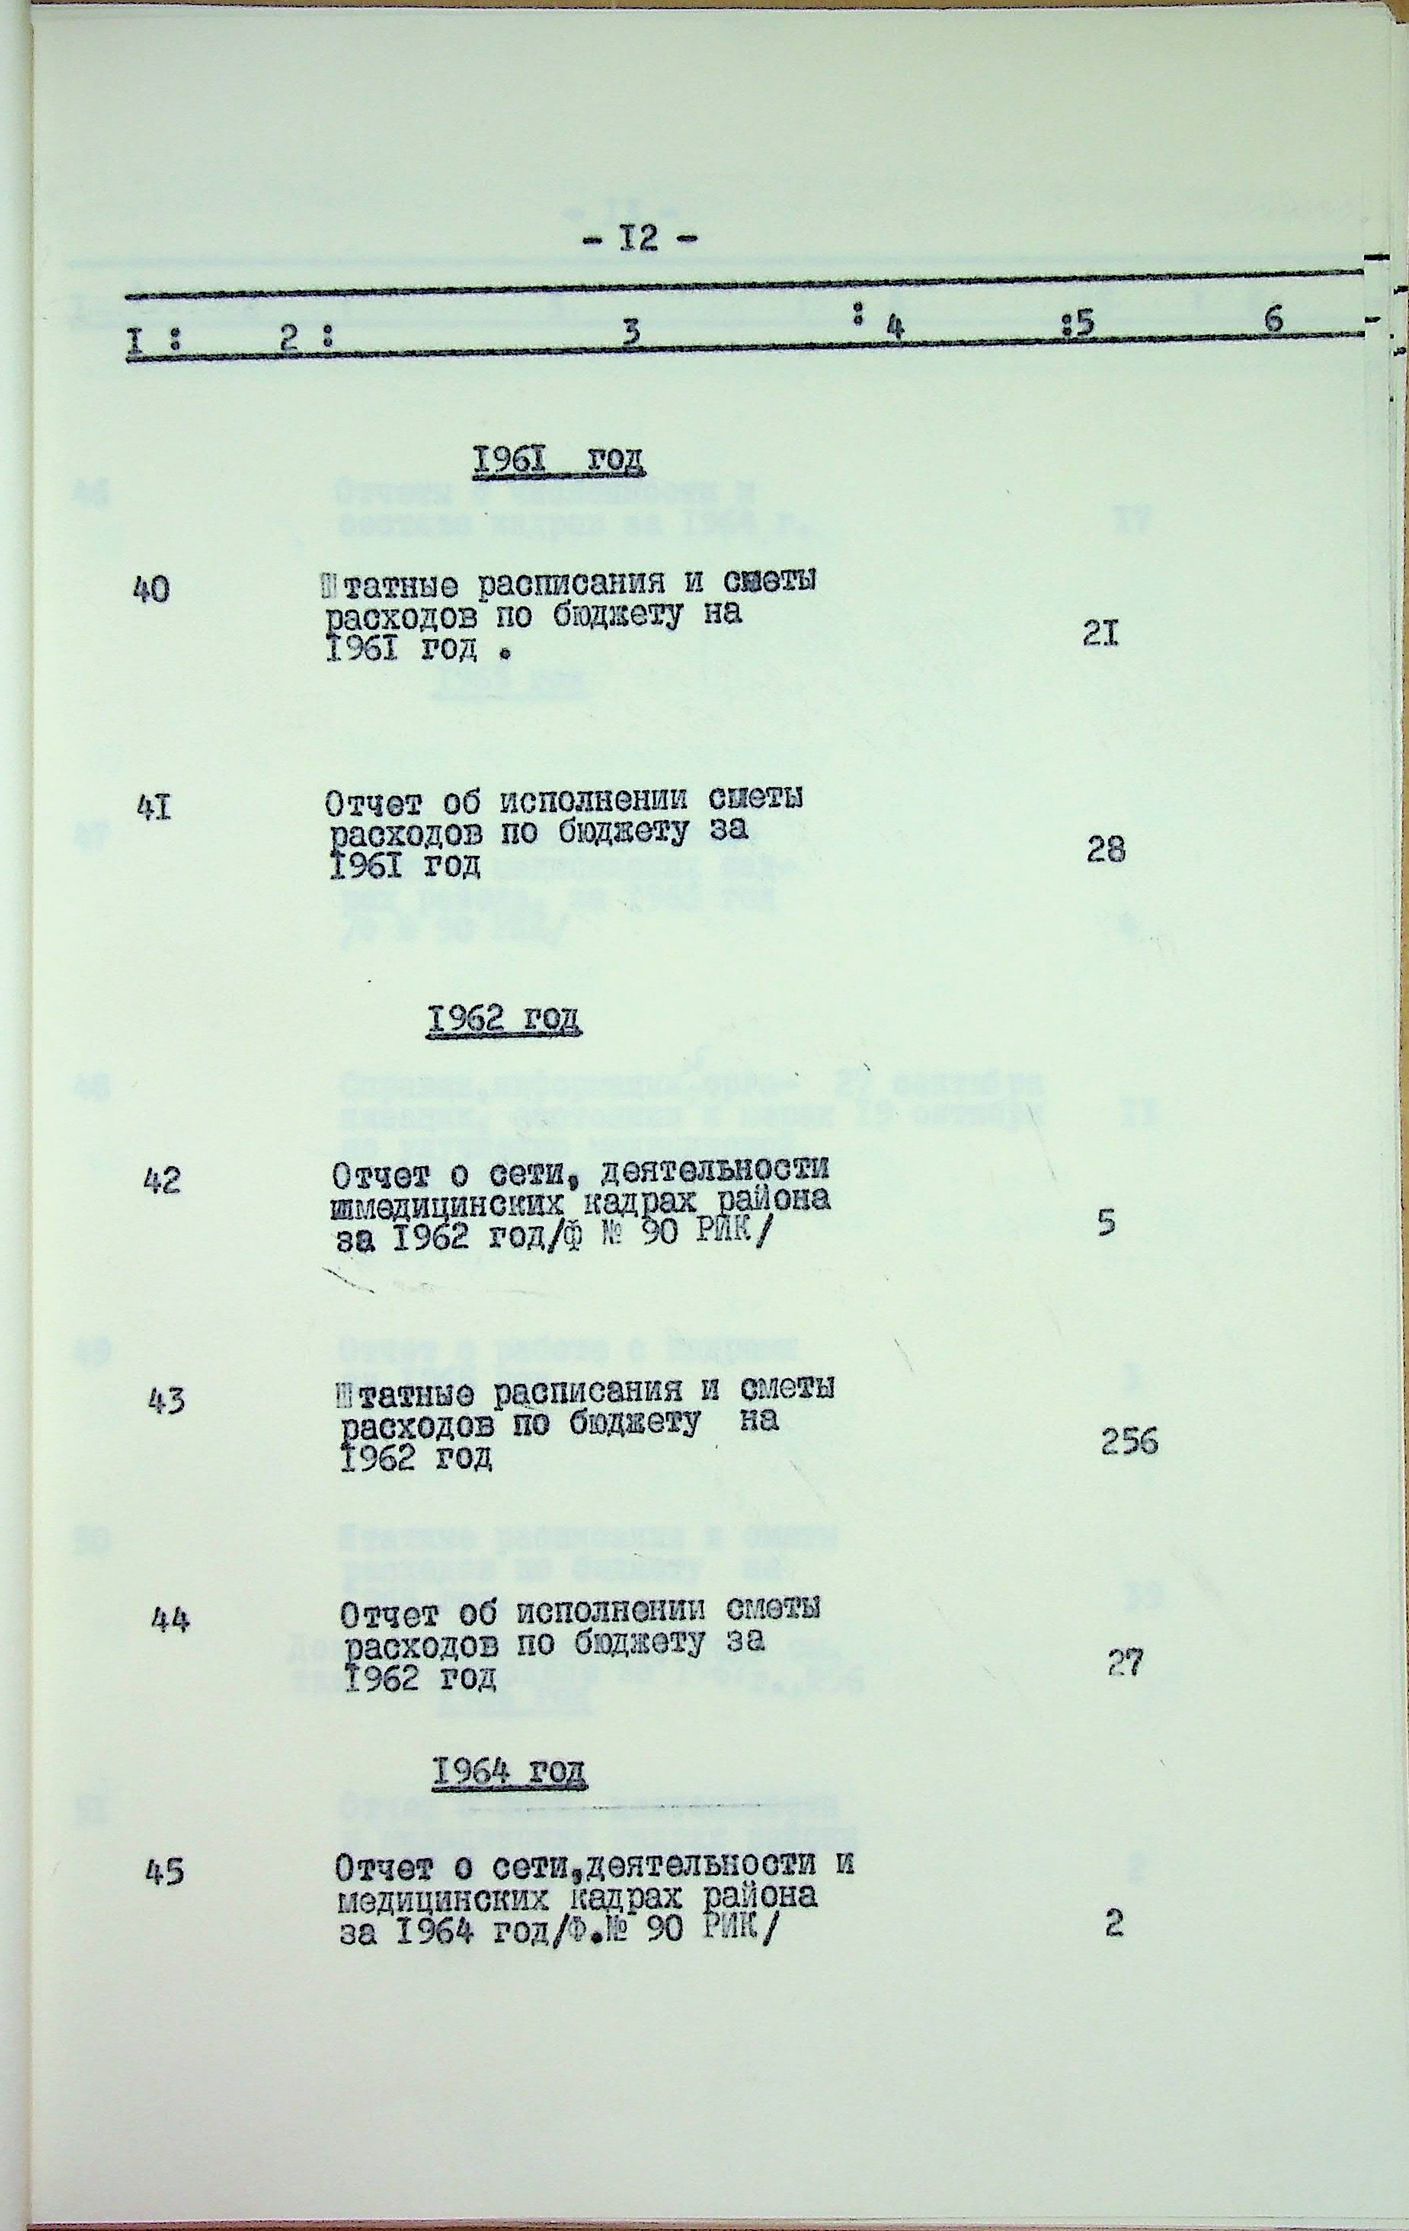 - I2 -
I : 2 : 3 : 4 :5 6
I96I год
40 Штатные расписания и сметы
расходов по бюджету на
I96I год . 2I
4I Отчет об исполнении сметы
расходов по бюджету за
I96I год 28
I962 год
42 Отчет о сети, деятельности
имедицинских кадрах района
за I962 год/ф № 90 РИК/ 5
43 Штатные расписания и сметы
расходов по бюджету на
I962 год 256
44 Отчет об исполнении сметы
расходов по бюджету за
I962 год 27
I964 год
45 Отчет о сети,деятельности и
медицинских кадрах района
за I964 год/Ф.№ 90 РИК/ 2